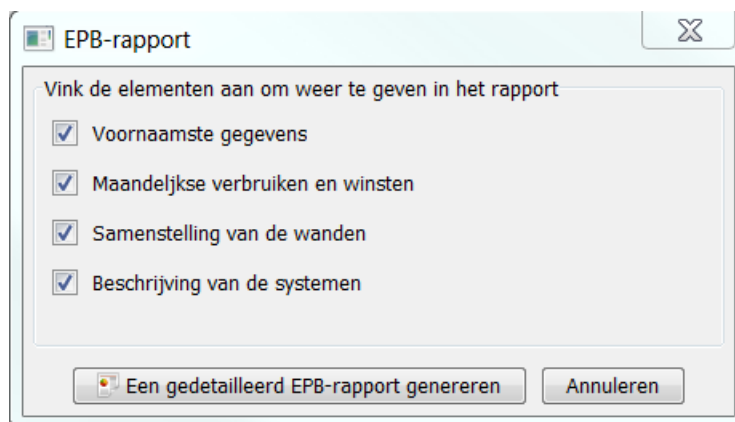 EPB-rapport
Vink de elementen aan om weer te geven in het rapport
Voornaamste gegevens
Maandeljkse verbruiken en winsten
Samenstelling van de wanden
Beschrijving van de systemen
Een gedetailleerd EPB-rapport genereren
Annuleren